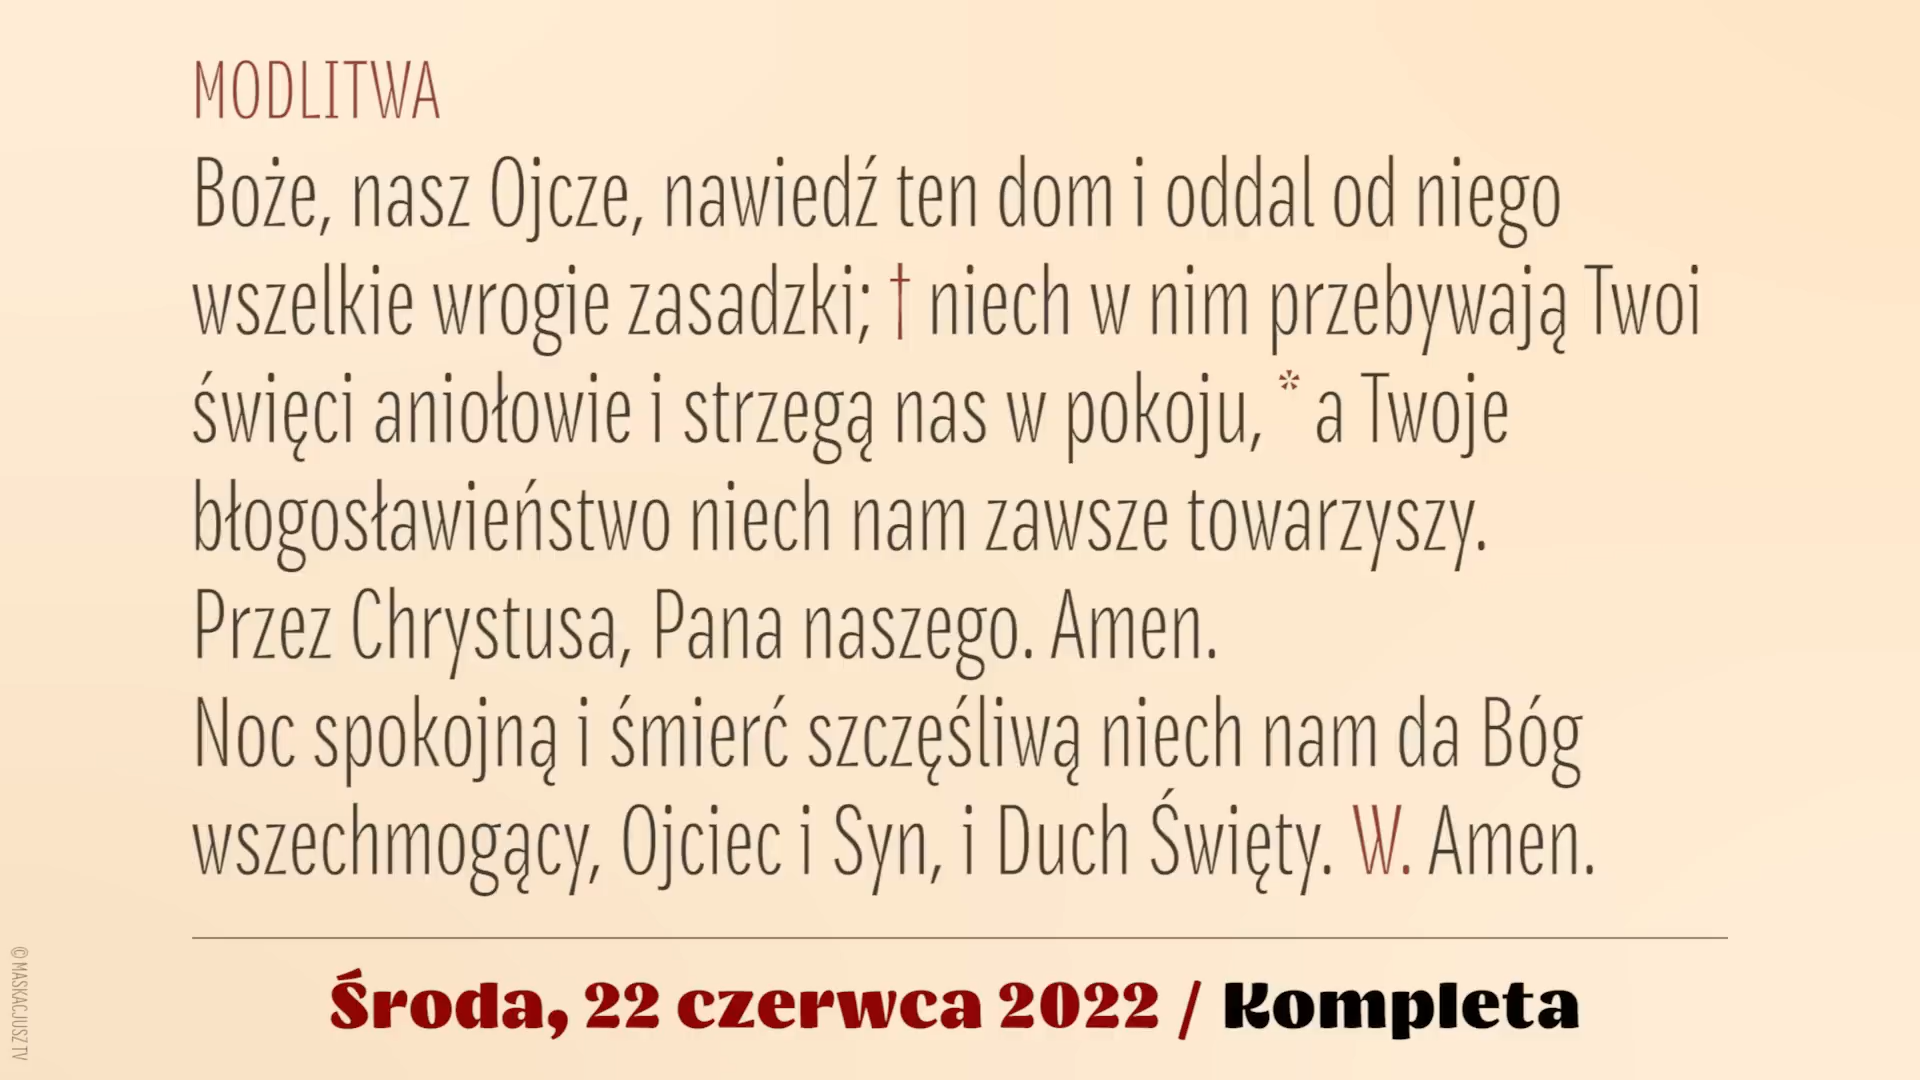 MODLITWA
Boże, nasz Ojcze, nawiedź ten dom i oddal od niego
wszelkie wrogie zasadzki; † niech w nim przebywają Twoi
święci aniołowie i strzegą nas w pokoju, * a Twoje
błogosławieństwo niech nam zawsze towarzyszy.
Przez Chrystusa, Pana naszego. Amen.
Noc spokojną i śmierć szczęśliwą niech nam da Bóg
wszechmogący, Ojciec i Syn, i Duch Święty. W. Amen.
Środa, 22 czerwca 2022 / Kompleta
© MASKACJUSZ TV